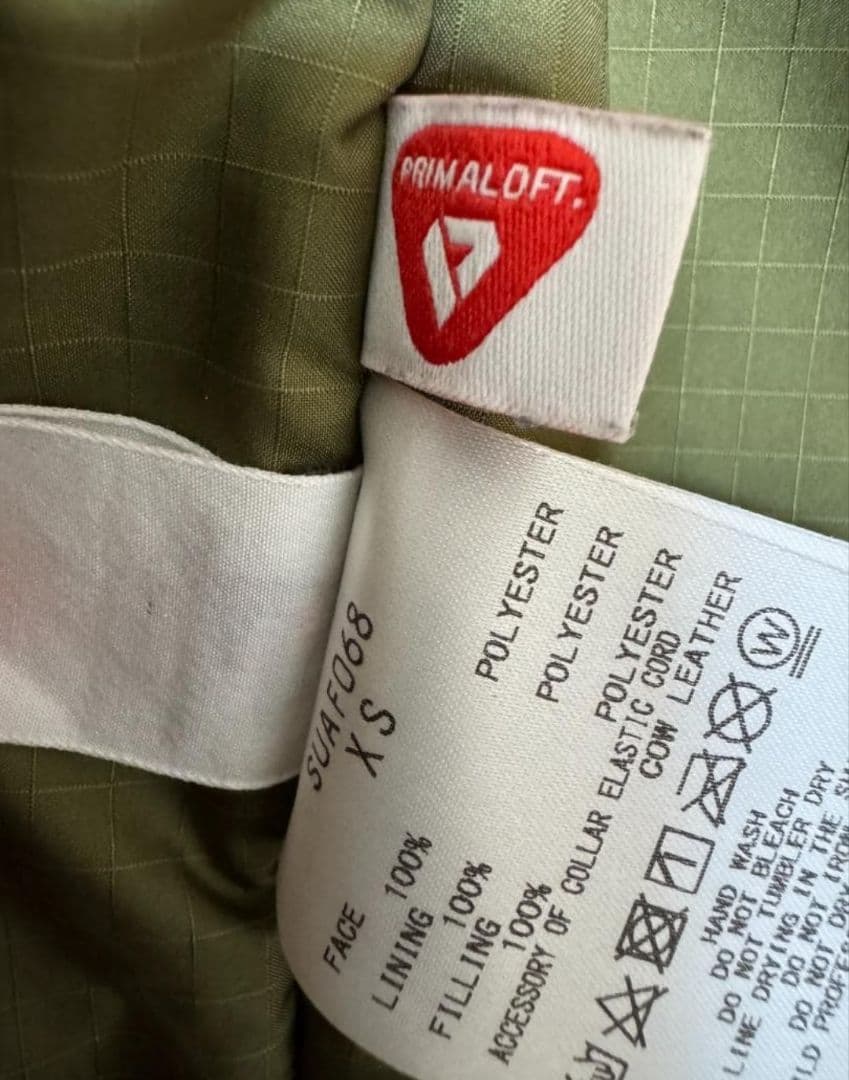 PRIMALOFT.
SUAF068
XS
FACE
100% POLYESTER
LINING
100% POLYESTER
FILLING
100% POLYESTER
ACCESSORY OF COLLAR ELASTIC CORD
COW LEATHER
W
HAND WASH
DO NOT BLEACH
DO NOT TUMBLER DRY
LINE DRYING IN THE
DO NOT
DO NOT DRY